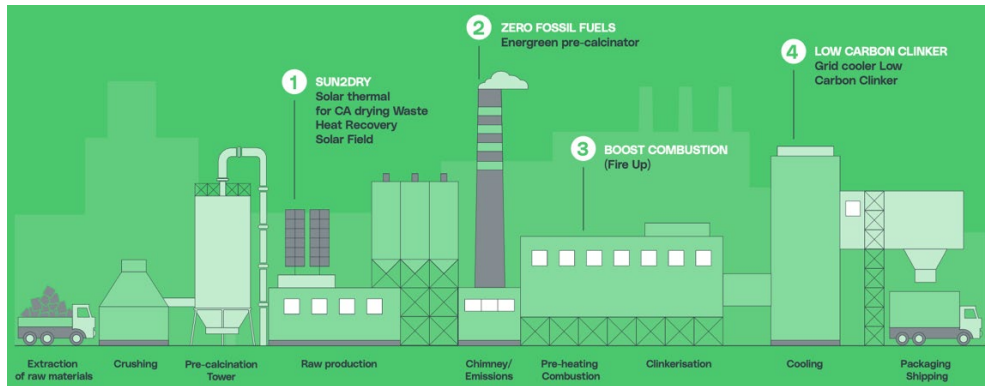 1
SUN2DRY
Solar thermal
for CA drying Waste
Heat Recovery
Solar Field
2
ZERO FOSSIL FUELS
Energreen pre-calcinator
3
BOOST COMBUSTION
(Fire Up)
4
LOW CARBON CLINKER
Grid cooler Low
Carbon Clinker
Extraction
of raw materials
Crushing
Pre-calcination
Tower
Raw production
Chimney/
Emissions
Pre-heating
Combustion
Clinkerisation
Cooling
Packaging
Shipping